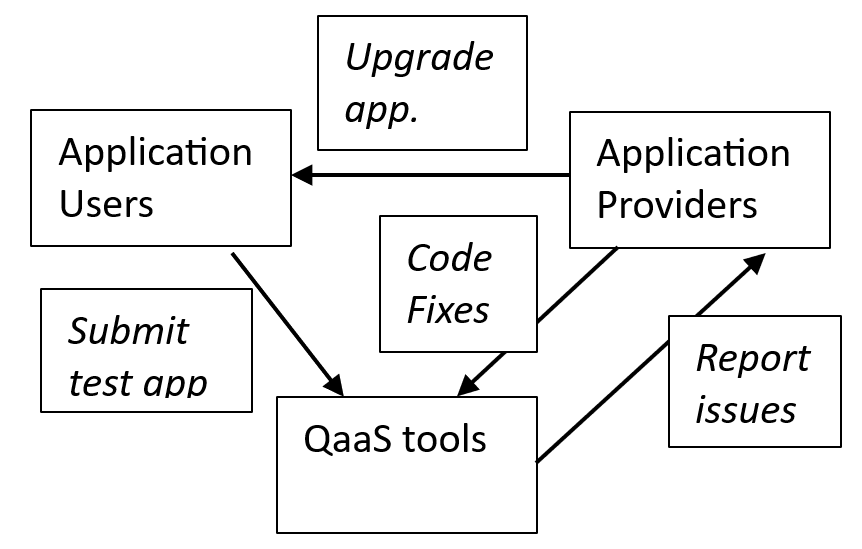 Upgrade
app.
Application
Users
Application
Providers
Code
Fixes
Submit
test app
Report
issues
QaaS tools